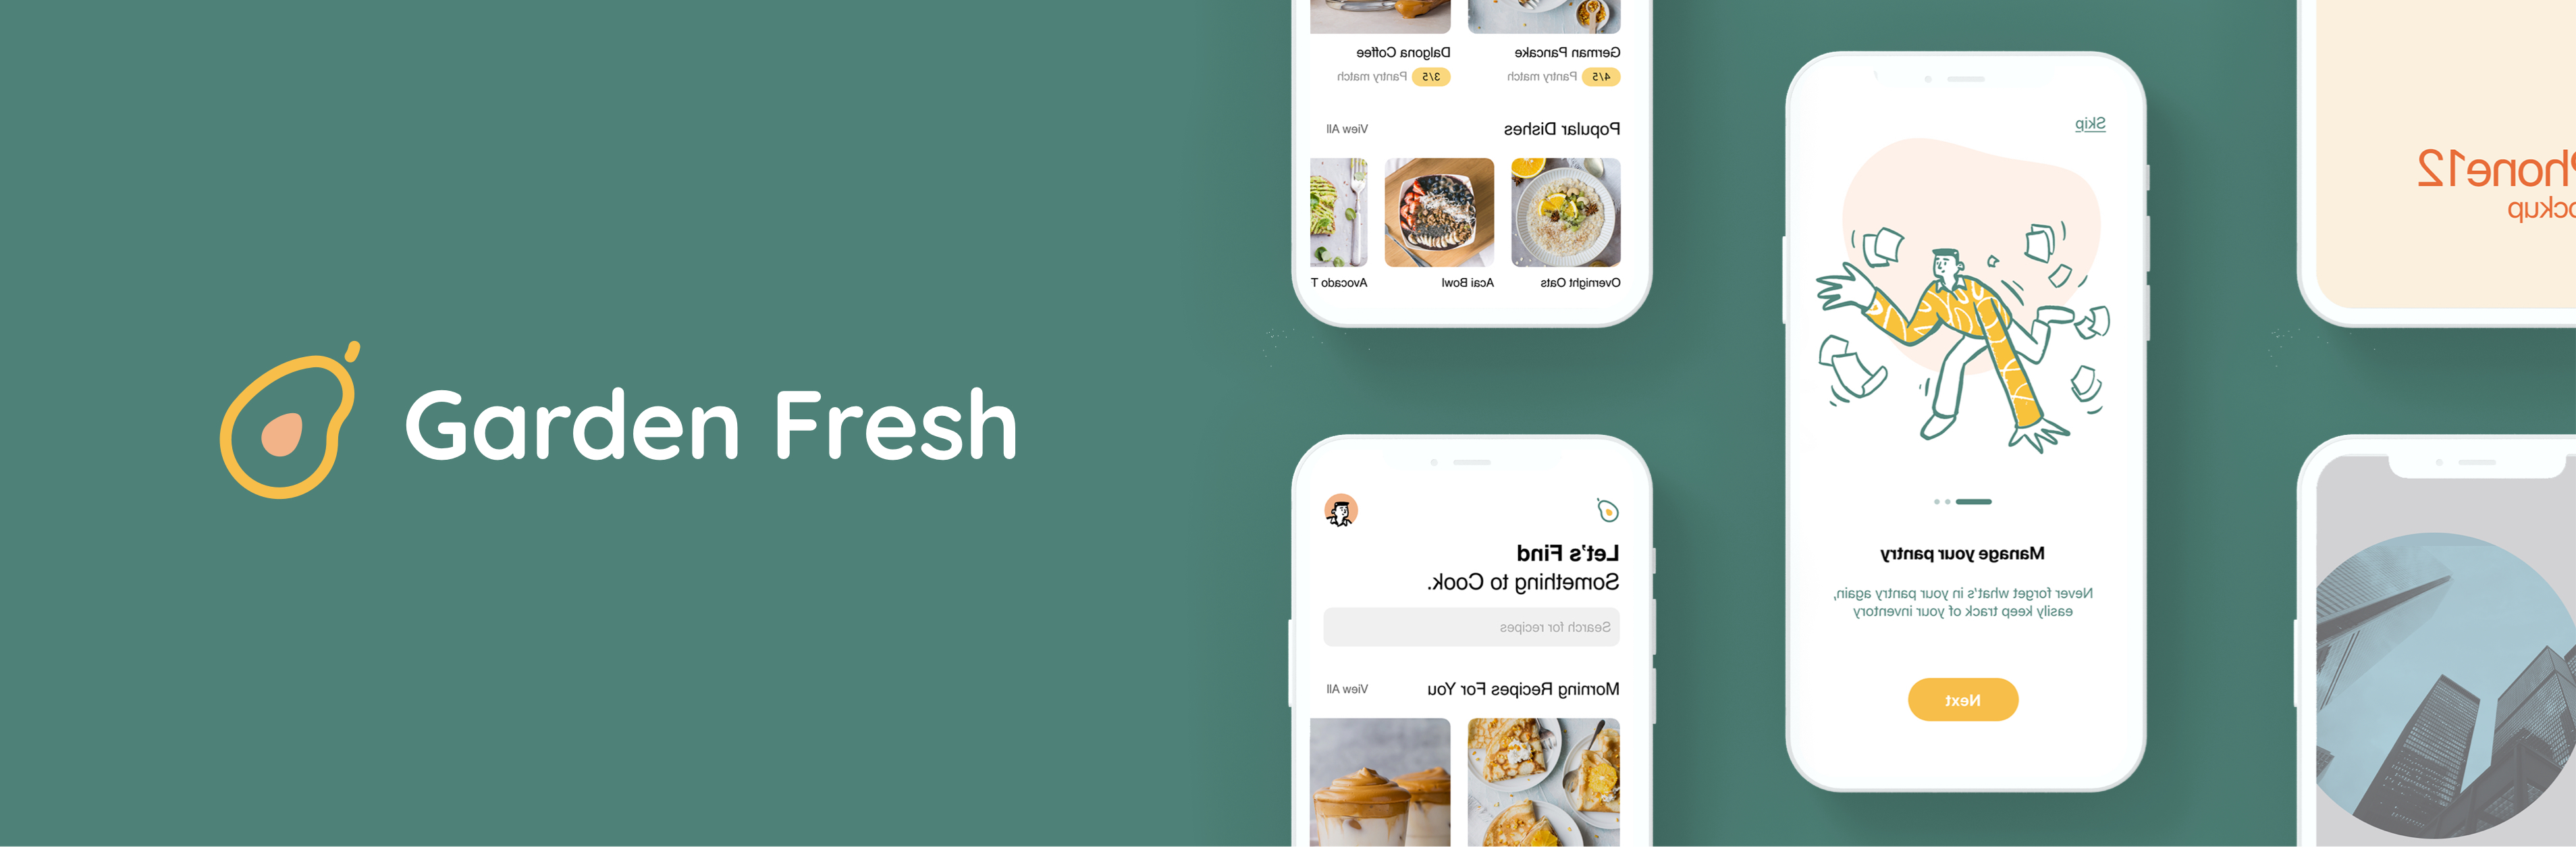 Garden Fresh
German Pancake
Dalgona Coffee
4/5 Pantry match
3/5 Pantry match
Popular Dishes
View All
Overnight Oats
Acai Bowl
Avocado T
Let's Find
Something to Cook.
Search for recipes
Morning Recipes For You
View All
Skip
Manage your pantry
Never forget what's in your pantry again,
easily keep track of your inventory
Next
Phone12
ockup